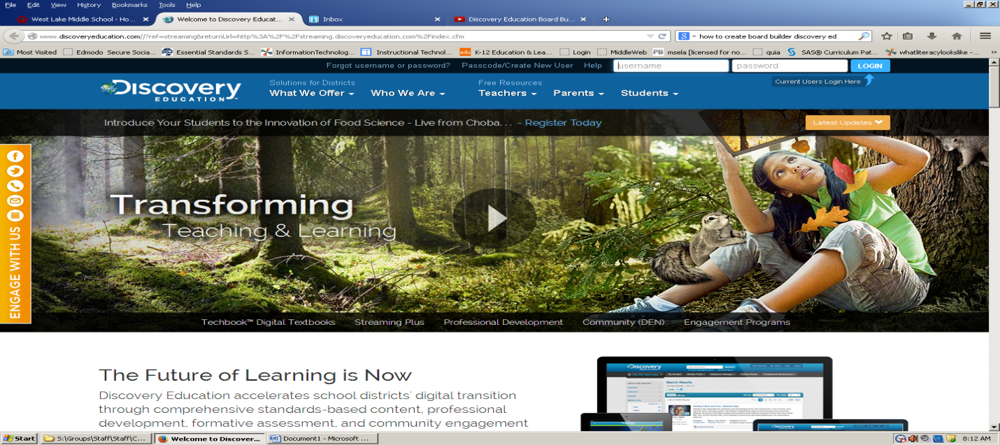 File Edit View History Bookmarks Tools Help
West Lake Middle School - Ho... Welcome to Discovery Educat... Inbox Discovery Education Board Bu...
www.discoveryeducation.com//?ref=streaming&returnUrl=http%3A%2F%2Fstreaming.discoveryeducation.com%2Findex.cfm how to create board builder discovery ed
Most Visited Edmodo Secure Socia... Essential Standards S... InformationTechnolog... Instructional Technol... edu K-12 Education & Lea... Login MiddleWeb PB msela [licensed for no... quia SAS® Curriculum Pat... whatliteracylookslike -...
Forgot username or password? Passcode/Create New User Help username password LOGIN
Current Users Login Here
Discovery
EDUCATION™
Solutions for Districts Free Resources
What We Offer Who We Are Teachers Parents Students
Introduce Your Students to the Innovation of Food Science - Live from Choba... - Register Today Latest Updates
ENGAGE WITH US
Transforming
Teaching & Learning
Techbook™ Digital Textbooks Streaming Plus Professional Development Community (DEN) Engagement Programs
The Future of Learning is Now
Discovery Education accelerates school districts' digital transition
through comprehensive standards-based content, professional
development, formative assessment, and community engagement
Discovery
Search Results
Discovery
Start S:\Groups\Staff\Staff\C... Welcome to Discover... Document1 - Microsoft ... 8:12 AM